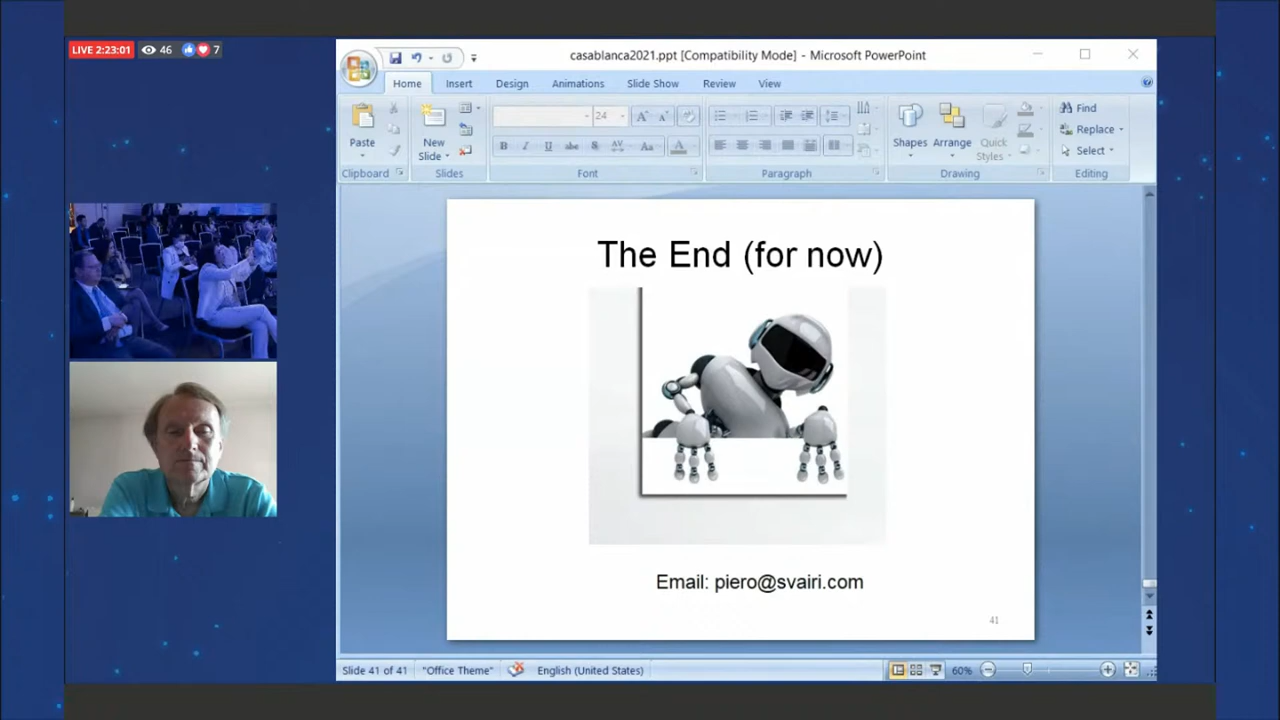 LIVE 2:23:01
46
7
casablanca2021.ppt [Compatibility Mode] - Microsoft PowerPoint
Home Insert Design Animations Slide Show Review View
Paste
New Slide
24
Shapes
Arrange
Quick Styles
Find
Replace
Select
Clipboard Slides Font Paragraph Drawing Editing
The End (for now)
Email: piero@svairi.com
41
Slide 41 of 41 "Office Theme" English (United States) 60%